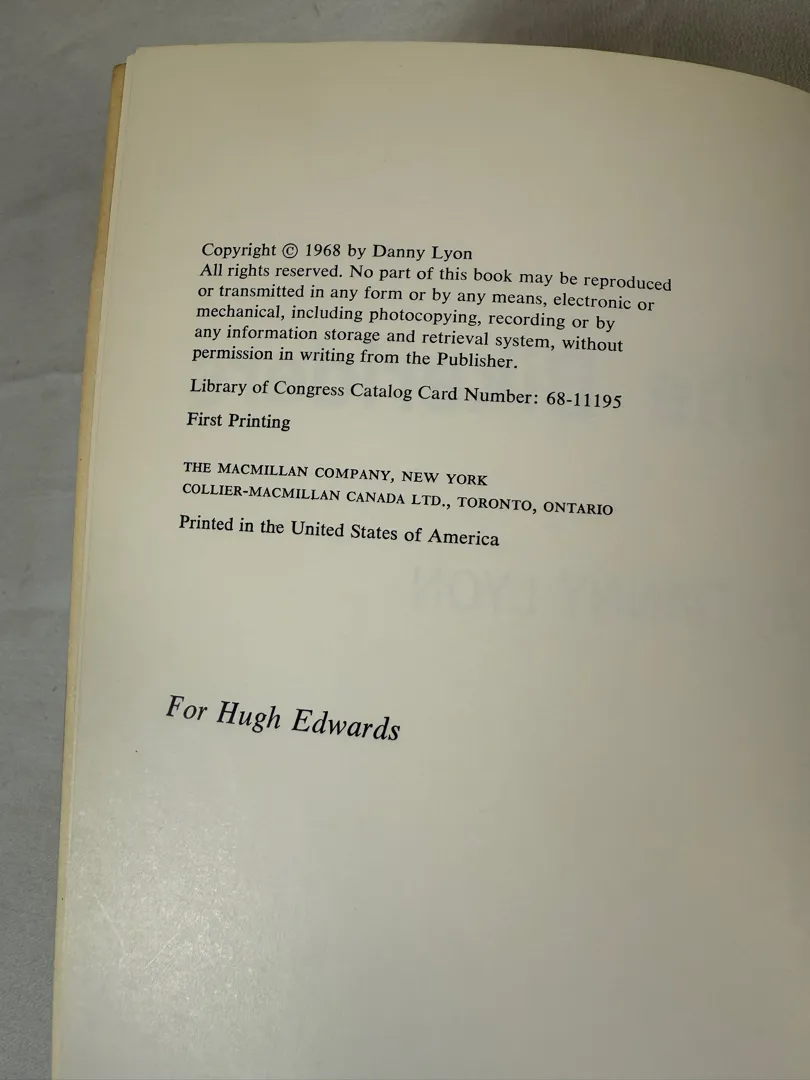 Copyright © 1968 by Danny Lyon
All rights reserved. No part of this book may be reproduced
or transmitted in any form or by any means, electronic or
mechanical, including photocopying, recording or by
any information storage and retrieval system, without
permission in writing from the Publisher.
Library of Congress Catalog Card Number: 68-11195
First Printing
THE MACMILLAN COMPANY, NEW YORK
COLLIER-MACMILLAN CANADA LTD., TORONTO, ONTARIO
Printed in the United States of America
For Hugh Edwards